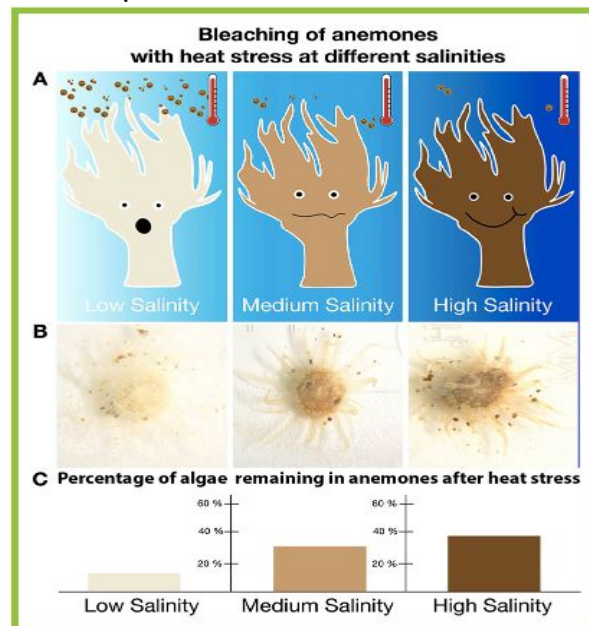 Bleaching of anemones
with heat stress at different salinities
A
Low Salinity
Medium Salinity
High Salinity
B
C Percentage of algae remaining in anemones after heat stress
60 % 60 %
40 % 40 %
20 % 20 %
Low Salinity Medium Salinity High Salinity